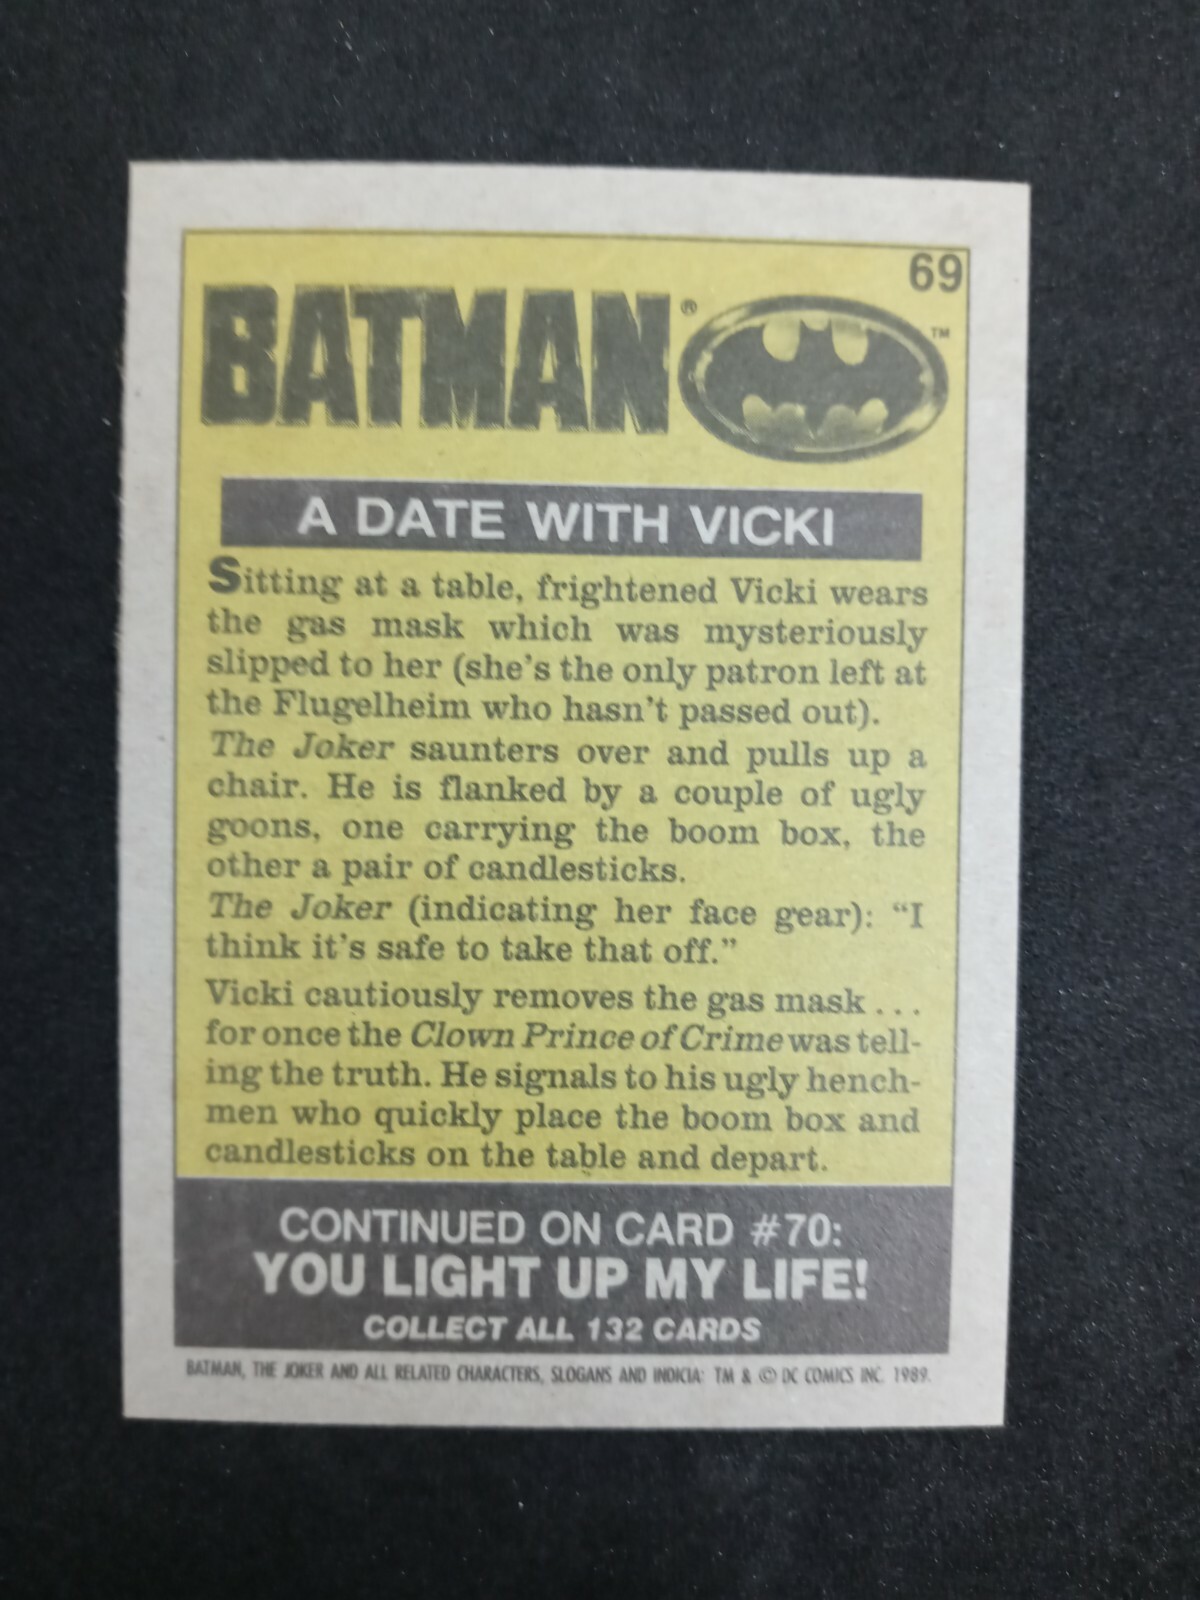 69
BATMAN®
TM
A DATE WITH VICKI
Sitting at a table, frightened Vicki wears
the gas mask which was mysteriously
slipped to her (she's the only patron left at
the Flugelheim who hasn't passed out).
The Joker saunters over and pulls up a
chair. He is flanked by a couple of ugly
goons, one carrying the boom box, the
other a pair of candlesticks.
The Joker (indicating her face gear): "I
think it's safe to take that off."
Vicki cautiously removes the gas mask . . .
for once the Clown Prince of Crime was tell-
ing the truth. He signals to his ugly hench-
men who quickly place the boom box and
candlesticks on the table and depart.
CONTINUED ON CARD #70:
YOU LIGHT UP MY LIFE!
COLLECT ALL 132 CARDS
BATMAN, THE JOKER AND ALL RELATED CHARACTERS, SLOGANS AND INDICIA: TM & © DC COMICS INC. 1989.